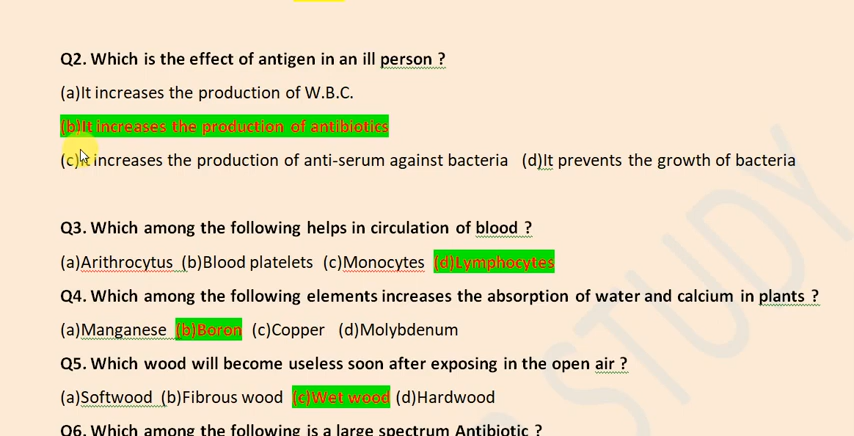 Q2. Which is the effect of antigen in an ill person ?
(a)It increases the production of W.B.C.
(b)It increases the production of antibiotics
(c)It increases the production of anti-serum against bacteria (d)It prevents the growth of bacteria
Q3. Which among the following helps in circulation of blood ?
(a)Arithrocytus (b)Blood platelets (c)Monocytes (d)Lymphocytes
Q4. Which among the following elements increases the absorption of water and calcium in plants ?
(a)Manganese (b)Boron (c)Copper (d)Molybdenum
Q5. Which wood will become useless soon after exposing in the open air ?
(a)Softwood (b)Fibrous wood (c)Wet wood (d)Hardwood
Q6. Which among the following is a large spectrum Antibiotic ?
STUDY